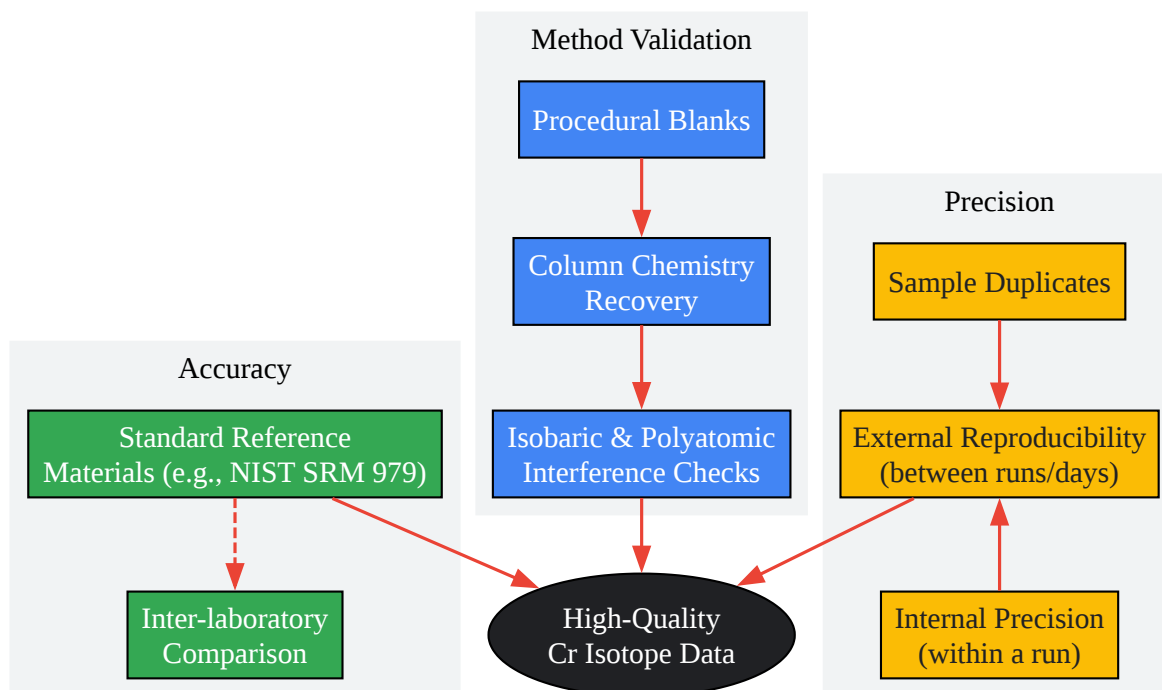 Method Validation
Procedural Blanks
Column Chemistry
Recovery
Isobaric & Polyatomic
Interference Checks
Accuracy
Standard Reference
Materials (e.g., NIST SRM 979)
Inter-laboratory
Comparison
Precision
Sample Duplicates
External Reproducibility
(between runs/days)
Internal Precision
(within a run)
High-Quality
Cr Isotope Data